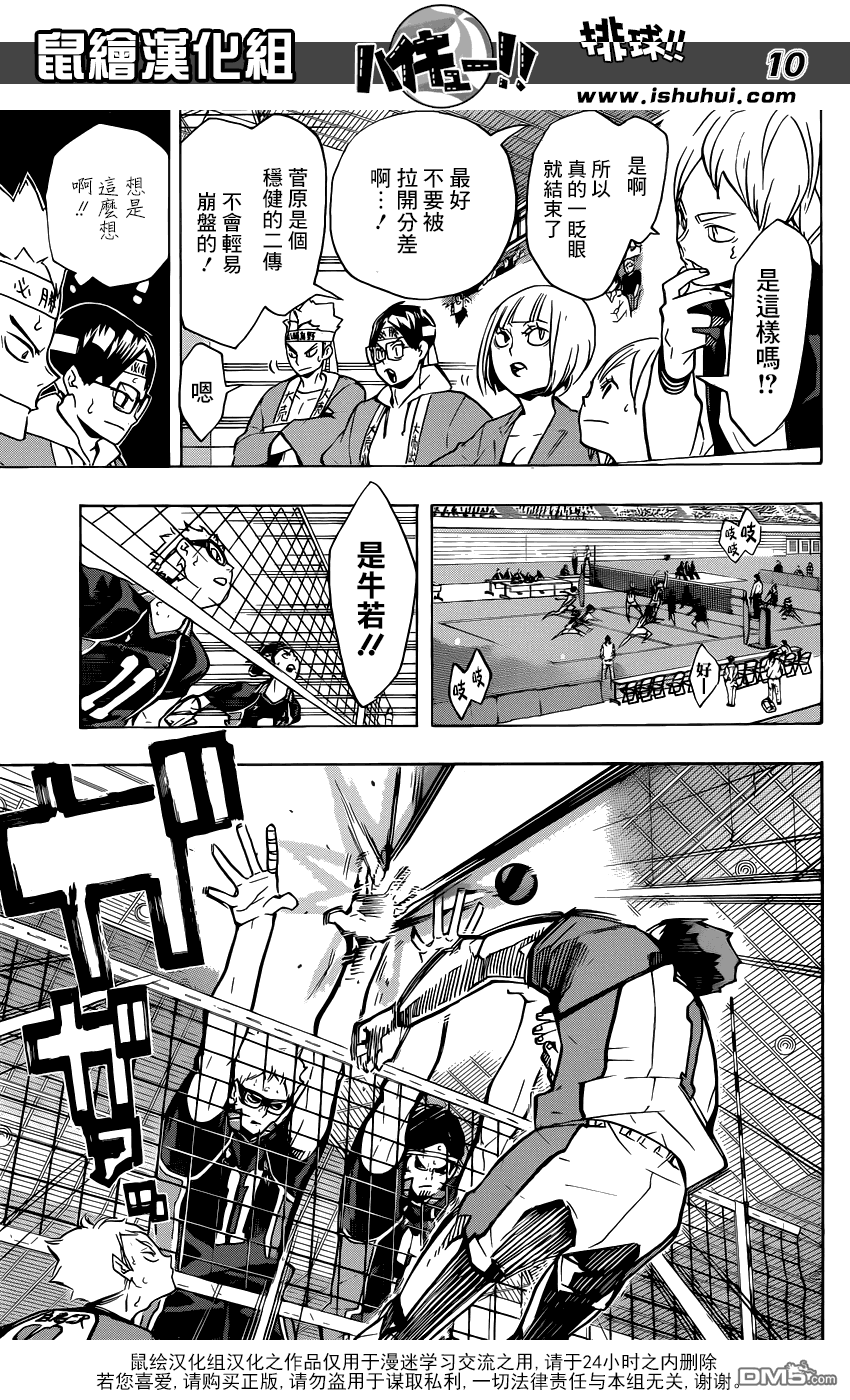 鼠繪漢化組
ハイキュー!!
排球!!
10
www.ishuhui.com
是這樣嗎!?
是啊
所以
真的一眨眼
就結束了
最好
不要被
拉開分差
啊…!
菅原是個
穩健的二傳
不會輕易
崩盤的!
嗯
想是
這麼想
啊!!
必勝
吱
吱吱
吱
吱
好ー
是牛若!!
11
11
鼠绘汉化组汉化之作品仅用于漫迷学习交流之用, 请于24小时之内删除
若您喜爱, 请购买正版, 请勿用于谋取私利, 一切法律责任与本组无关, 谢谢。
DM5.com